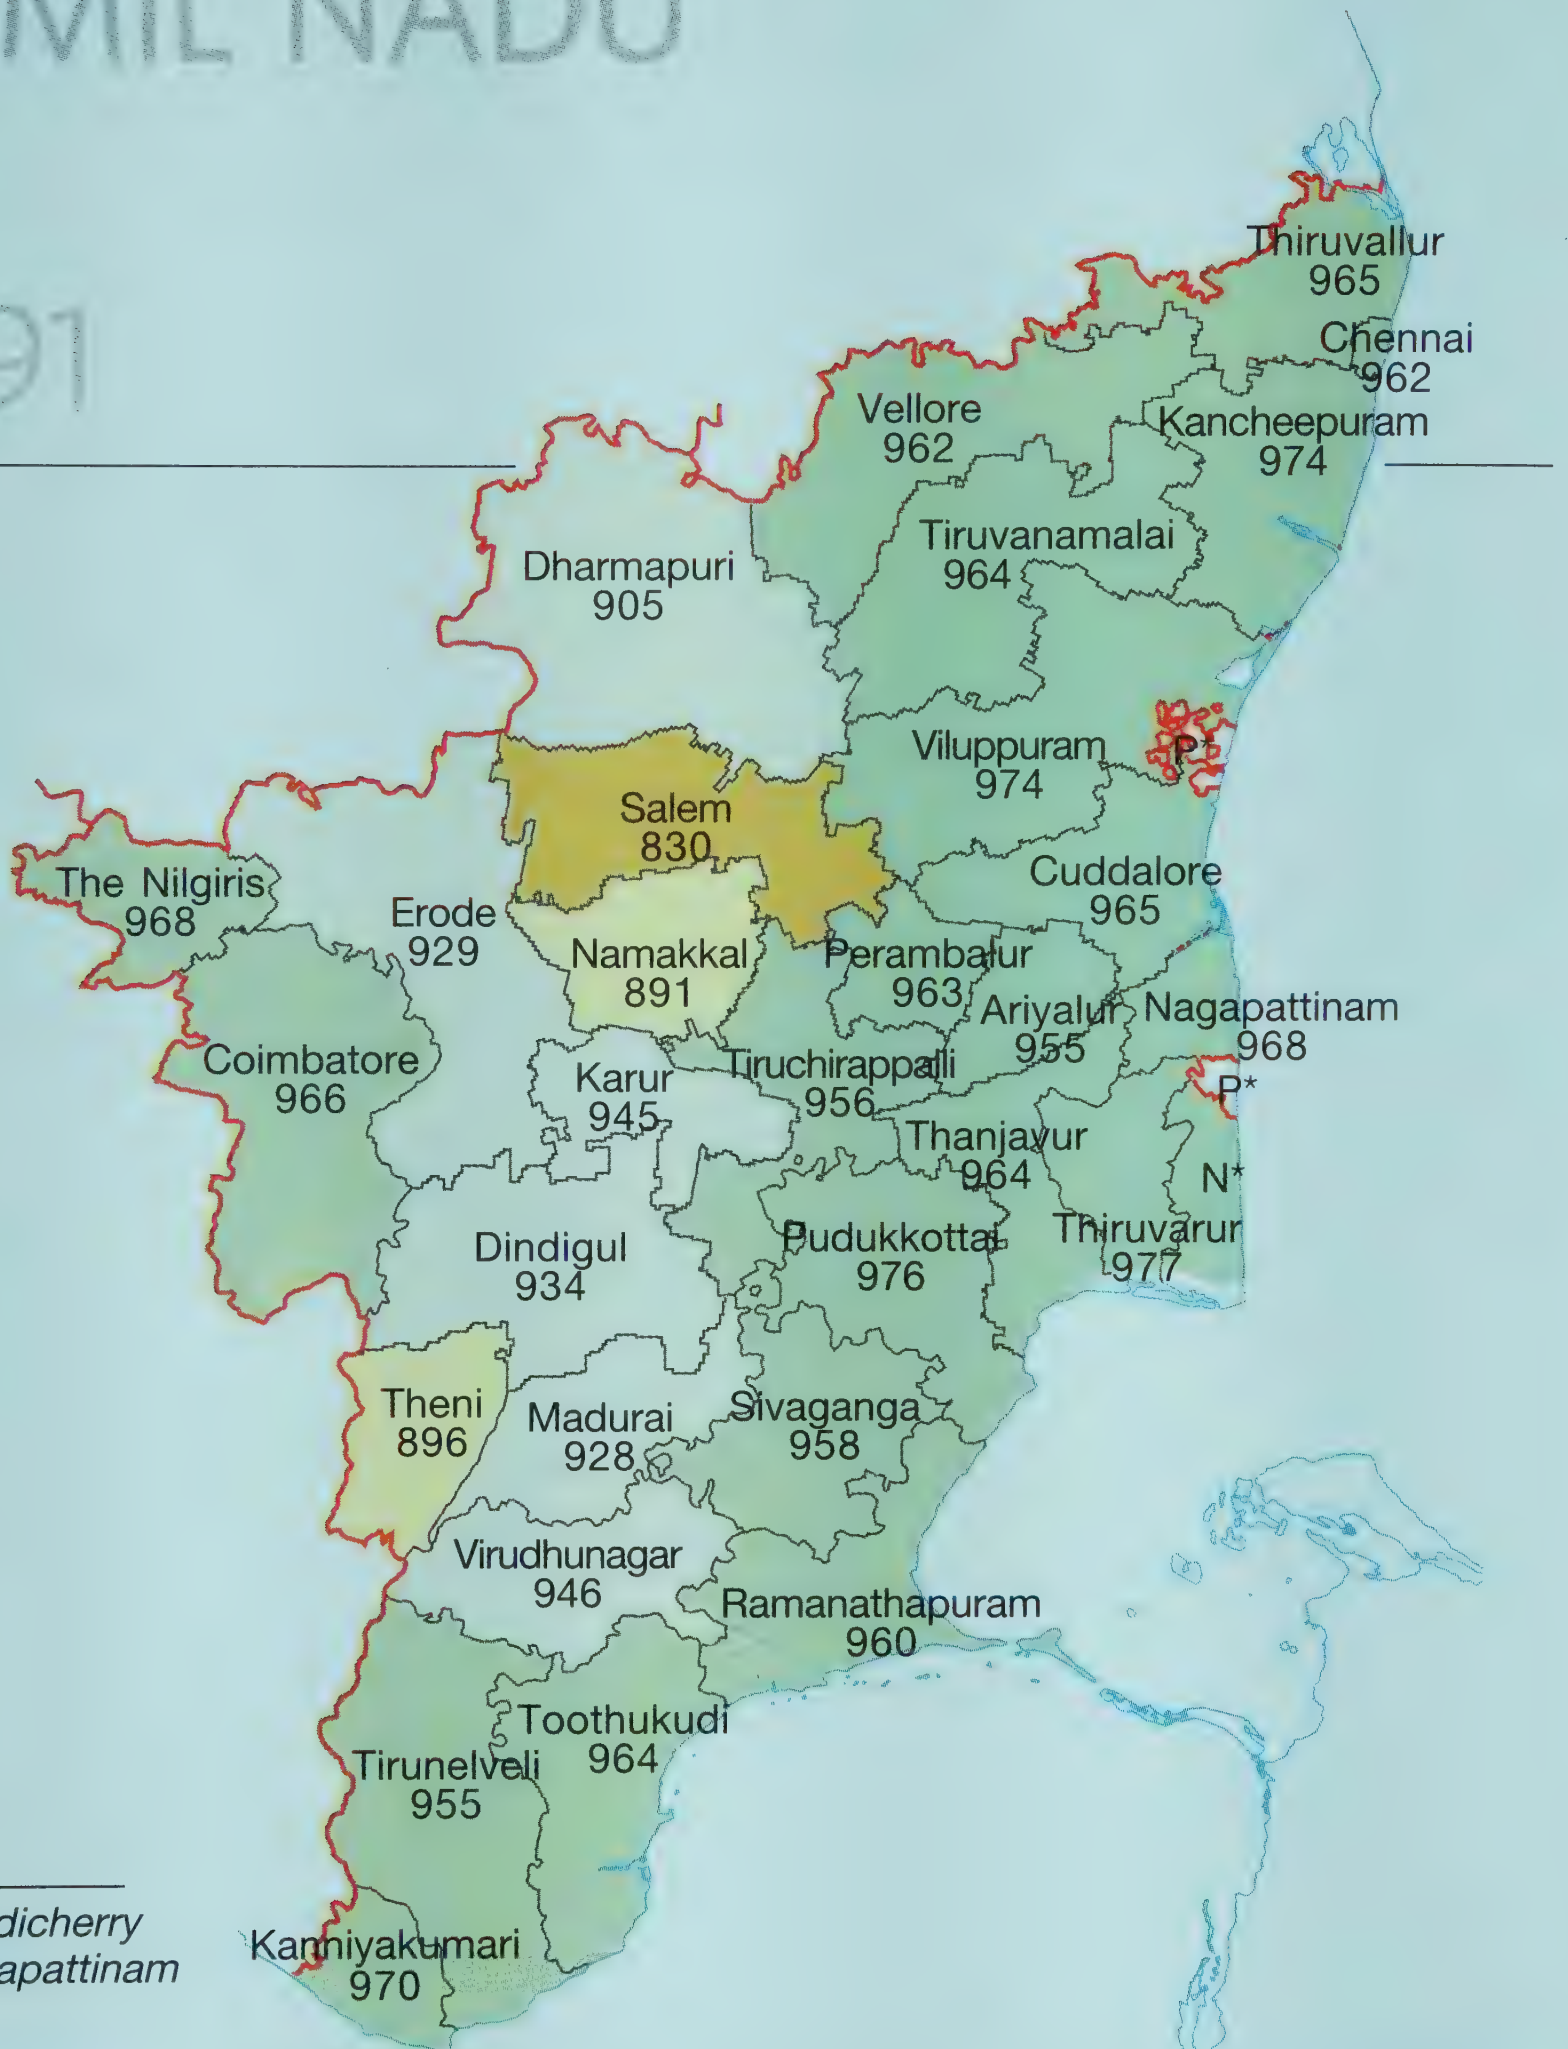 MIL NADU
91
Thiruvallur
965
Chennai
962
Vellore
962
Kancheepuram
974
Tiruvanamalai
964
Dharmapuri
905
Viluppuram
974
P*
Salem
830
The Nilgiris
968
Erode
929
Cuddalore
965
Namakkal
891
Perambalur
963
Ariyalur
955
Nagapattinam
968
Coimbatore
966
Karur
945
Tiruchirappalli
956
P*
Thanjavur
964
N*
Dindigul
934
Pudukkottai
976
Thiruvarur
977
Theni
896
Madurai
928
Sivaganga
958
Virudhunagar
946
Ramanathapuram
960
Toothukudi
964
Tirunelveli
955
dicherry
apattinam
Kanniyakumari
970